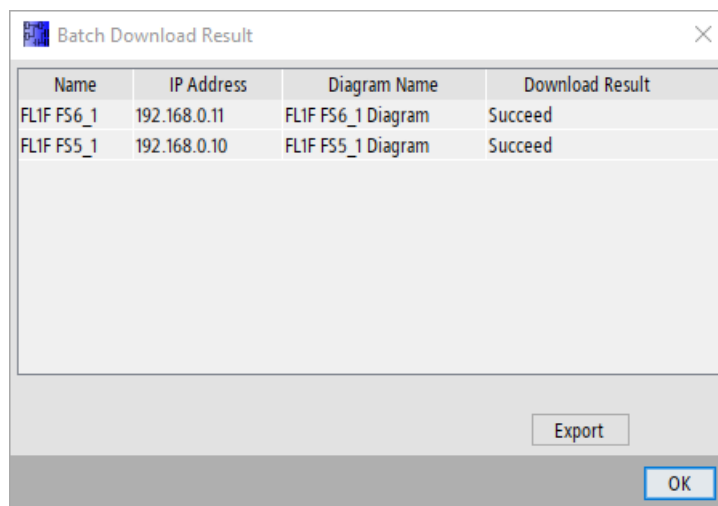 Batch Download Result
Name IP Address Diagram Name Download Result
FL1F FS6_1 192.168.0.11 FL1F FS6_1 Diagram Succeed
FL1F FS5_1 192.168.0.10 FL1F FS5_1 Diagram Succeed
Export
OK